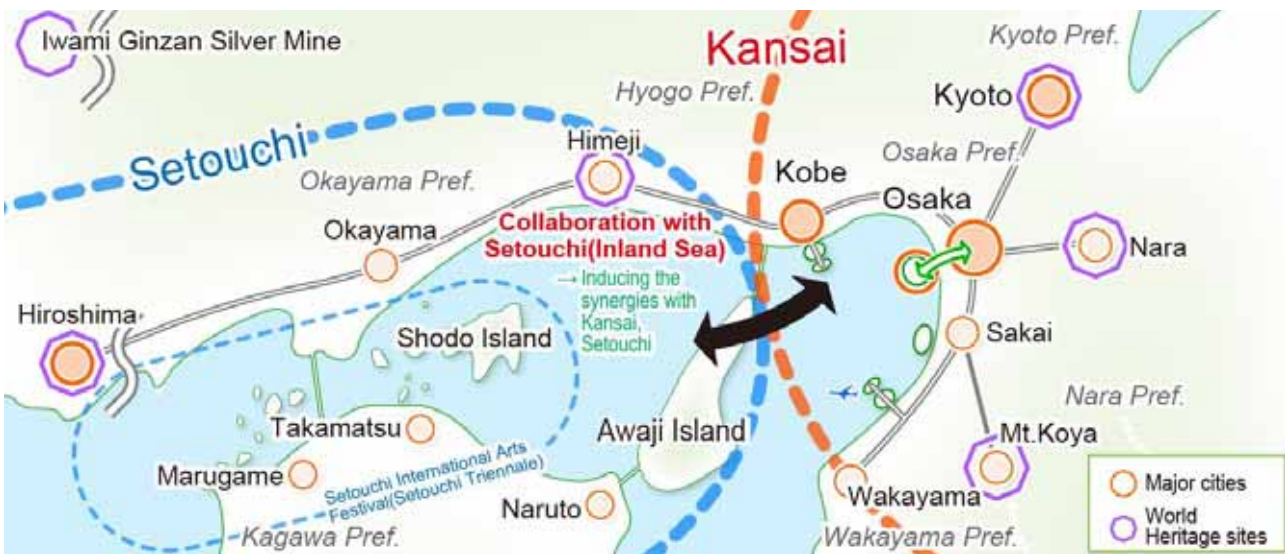 Iwami Ginzan Silver Mine
Kansai
Kyoto Pref.
Hyogo Pref.
Kyoto
Setouchi
Himeji
Osaka Pref.
Okayama Pref.
Kobe
Osaka
Collaboration with
Setouchi(Inland Sea)
Okayama
→ Inducing the
synergies with
Kansai,
Setouchi
Nara
Hiroshima
Shodo Island
Sakai
Nara Pref.
Takamatsu
Awaji Island
Mt.Koya
Marugame
Setouchi International Arts
Festival(Setouchi Triennale)
Naruto
Wakayama
Kagawa Pref.
Wakayama Pref.
Major cities
World
Heritage sites